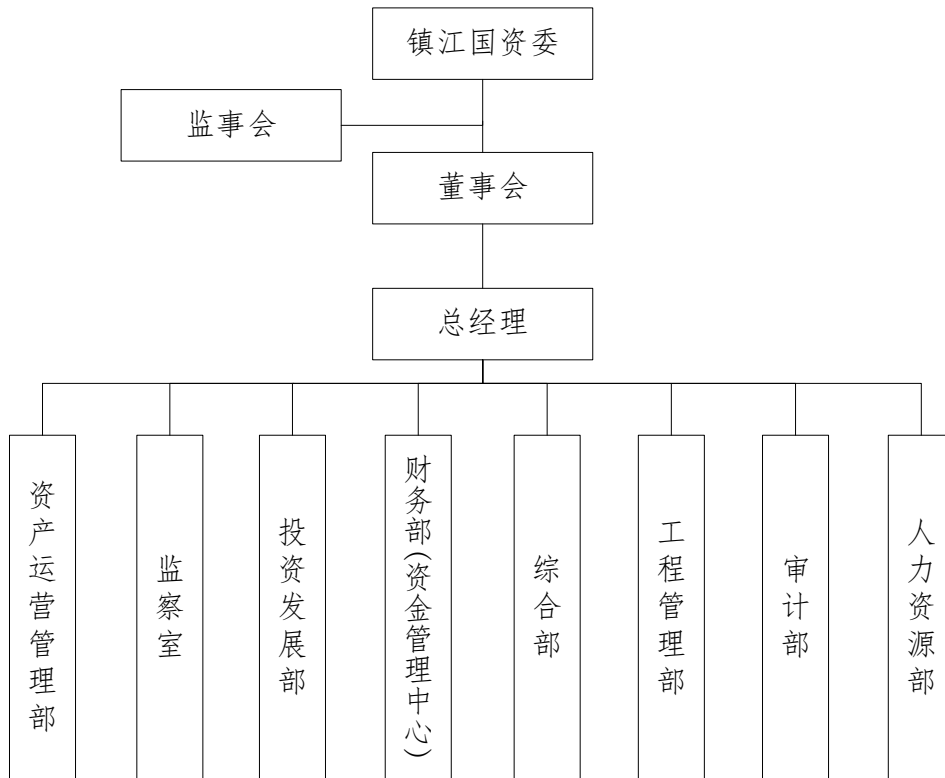 镇江国资委
监事会
董事会
总经理
资产运营管理部
监察室
投资发展部
财务部(资金管理中心)
综合部
工程管理部
审计部
人力资源部